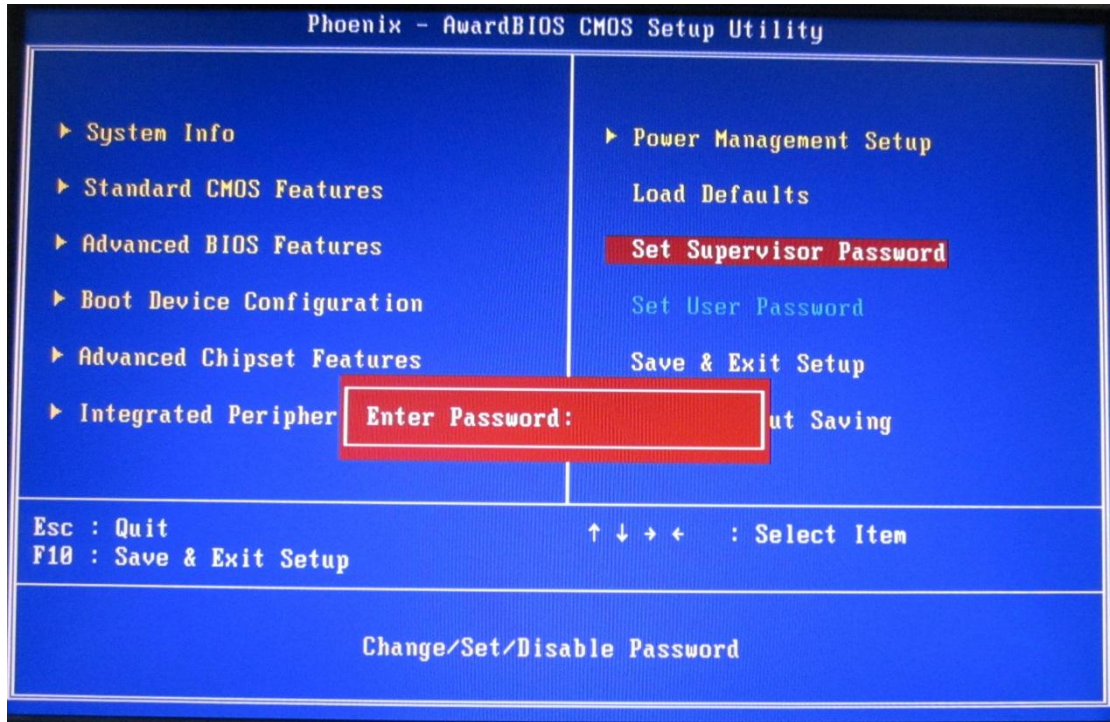 Phoenix - AwardBIOS CMOS Setup Utility
System Info
Standard CMOS Features
Advanced BIOS Features
Boot Device Configuration
Advanced Chipset Features
Integrated Peripher
Power Management Setup
Load Defaults
Set Supervisor Password
Set User Password
Save & Exit Setup
ut Saving
Enter Password:
Esc : Quit
F10 : Save & Exit Setup
↑ ↓ → ← : Select Item
Change/Set/Disable Password